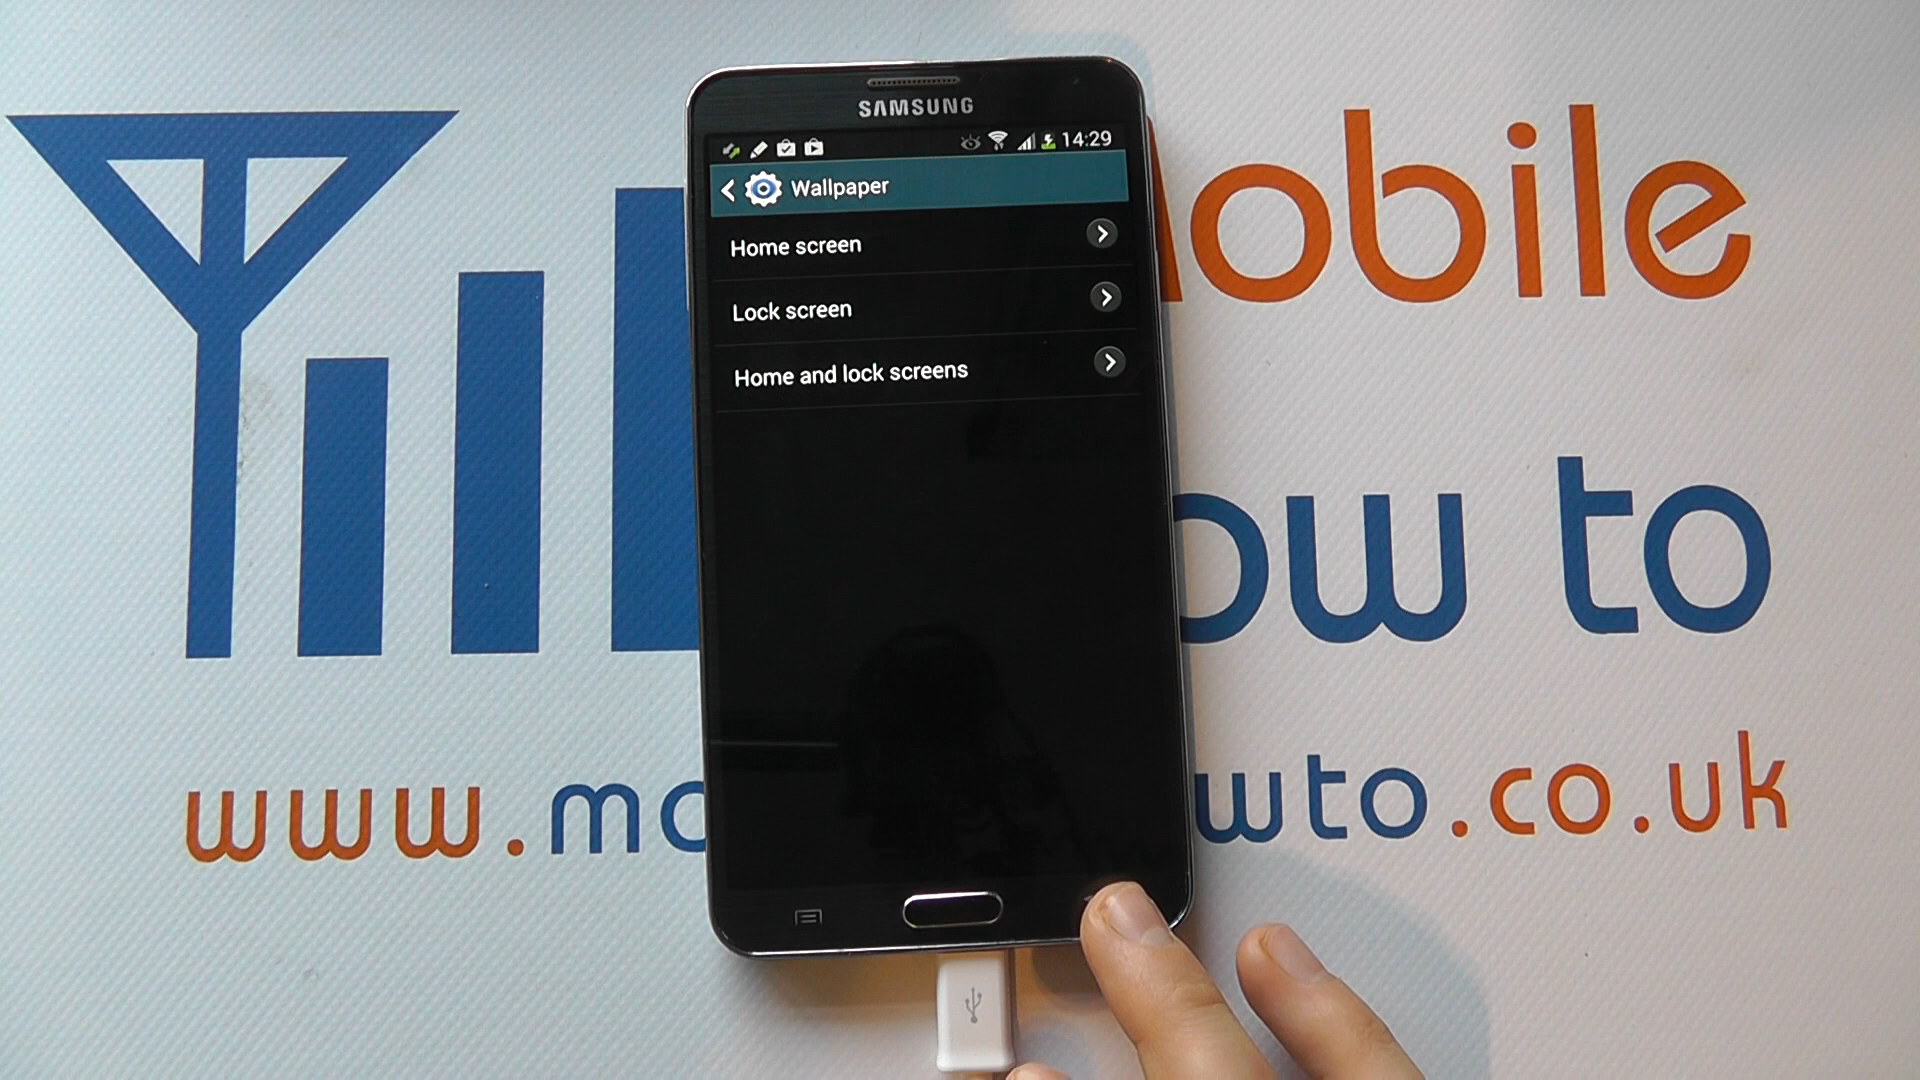 SAMSUNG
14:29
Wallpaper
Home screen
Lock screen
Home and lock screens
obile
ow to
www.mo
wto.co.uk